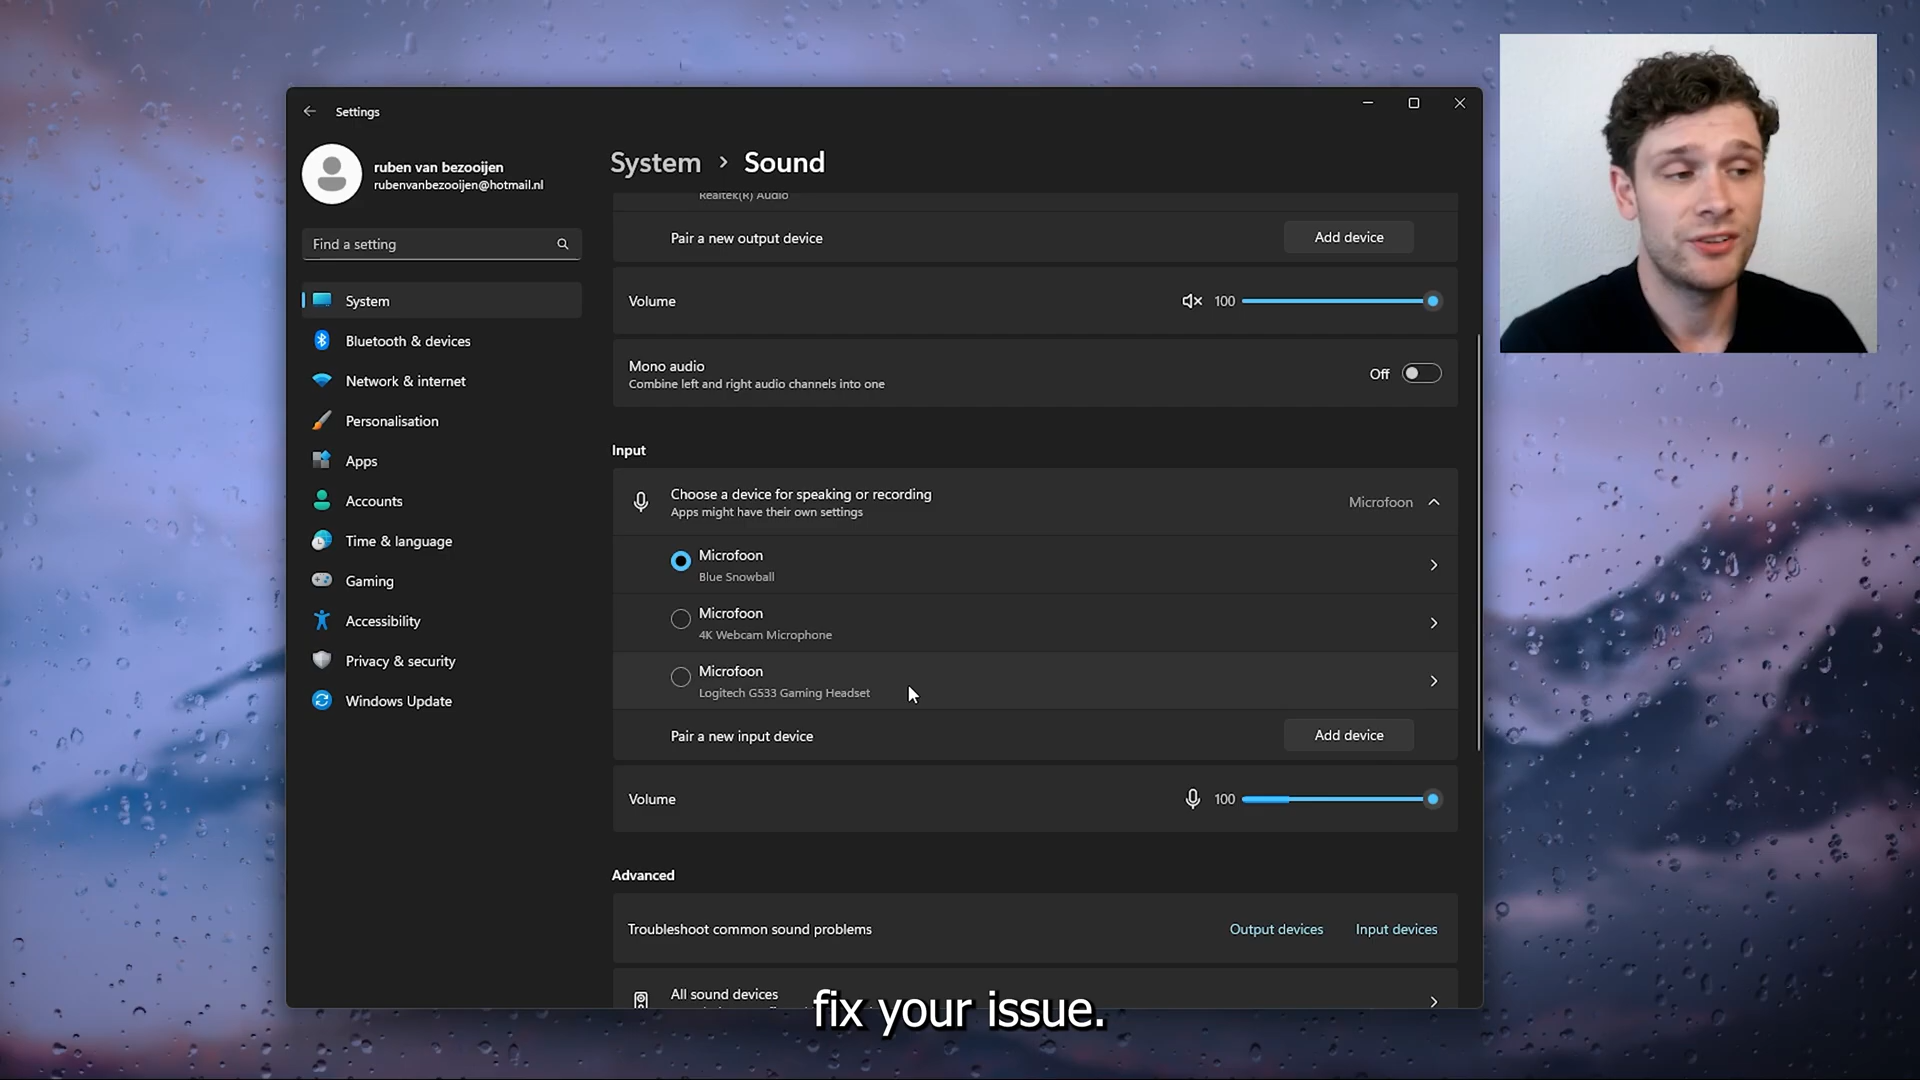 Settings
ruben van bezooijen
rubenvanbezooijen@hotmail.nl
Find a setting
System
Bluetooth & devices
Network & internet
Personalisation
Apps
Accounts
Time & language
Gaming
Accessibility
Privacy & security
Windows Update
System > Sound
Realtek(R) Audio
Pair a new output device
Add device
Volume
100
Mono audio
Combine left and right audio channels into one
Off
Input
Choose a device for speaking or recording
Apps might have their own settings
Microfoon
Microfoon
Blue Snowball
Microfoon
4K Webcam Microphone
Microfoon
Logitech G533 Gaming Headset
Pair a new input device
Add device
Volume
100
Advanced
Troubleshoot common sound problems
Output devices
Input devices
All sound devices
fix your issue.